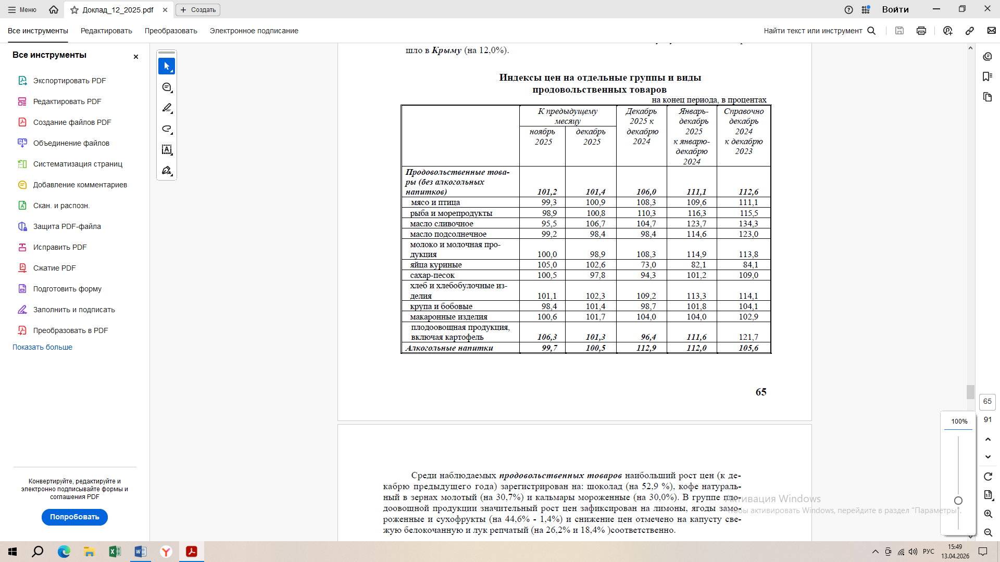 Меню
Доклад_12_2025.pdf
Создать
Войти
Все инструменты
Редактировать
Преобразовать
Электронное подписание
Найти текст или инструмент
Все инструменты
Экспортировать PDF
Редактировать PDF
Создание файлов PDF
Объединение файлов
Систематизация страниц
Добавление комментариев
Скан. и распозн.
Защита PDF-файла
Исправить PDF
Сжатие PDF
Подготовить форму
Заполнить и подписать
Преобразовать в PDF
Показать больше
Конвертируйте, редактируйте и
электронно подписывайте формы и
соглашения PDF
Попробовать
шло в Крыму (на 12,0%).
Индексы цен на отдельные группы и виды
продовольственных товаров
на конец периода, в процентах
К предыдущему месяцу
ноябрь 2025
декабрь 2025
Декабрь 2025 к декабрю 2024
Январь-декабрь 2025 к январю-декабрю 2024
Справочно декабрь 2024 к декабрю 2023
Продовольственные това-
ры (без алкогольных
напитков) 101,2 101,4 106,0 111,1 112,6
мясо и птица 99,3 100,9 108,3 109,6 111,1
рыба и морепродукты 98,9 100,8 110,3 116,3 115,5
масло сливочное 95,5 106,7 104,7 123,7 134,3
масло подсолнечное 99,2 98,4 98,4 114,6 123,0
молоко и молочная про-
дукция 100,0 98,9 108,3 114,9 113,8
яйца куриные 105,0 102,6 73,0 82,1 84,1
сахар-песок 100,5 97,8 94,3 101,2 109,0
хлеб и хлебобулочные из-
делия 101,1 102,3 109,2 113,3 114,1
крупа и бобовые 98,4 101,4 98,7 101,8 104,1
макаронные изделия 100,6 101,7 104,0 104,0 102,9
плодоовощная продукция,
включая картофель 106,3 101,3 96,4 111,6 121,7
Алкогольные напитки 99,7 100,5 112,9 112,0 105,6
65
Среди наблюдаемых продовольственных товаров наибольший рост цен (к де-
кабрю предыдущего года) зарегистрирован на: шоколад (на 52,9 %), кофе натураль-
ный в зернах молотый (на 30,7%) и кальмары мороженные (на 30,0%). В группе пло-
доовощной продукции значительный рост цен зафиксирован на лимоны, ягоды замо-
роженные и сухофрукты (на 44,6% - 1,4%) и снижение цен отмечено на капусту све-
жую белокочанную и лук репчатый (на 26,2% и 18,4% )соответственно.
Активация Windows
Чтобы активировать Windows, перейдите в раздел "Параметры".
65
91
100%
РУС
15:49
13.04.2026